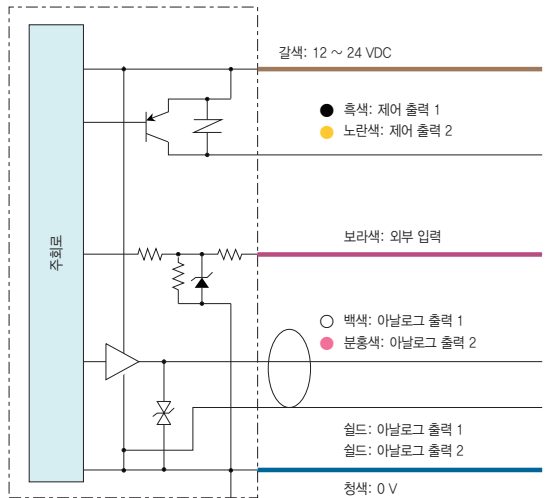 갈색: 12 ~ 24 VDC
흑색: 제어 출력 1
노란색: 제어 출력 2
주회로
보라색: 외부 입력
백색: 아날로그 출력 1
분홍색: 아날로그 출력 2
쉴드: 아날로그 출력 1
쉴드: 아날로그 출력 2
청색: 0 V